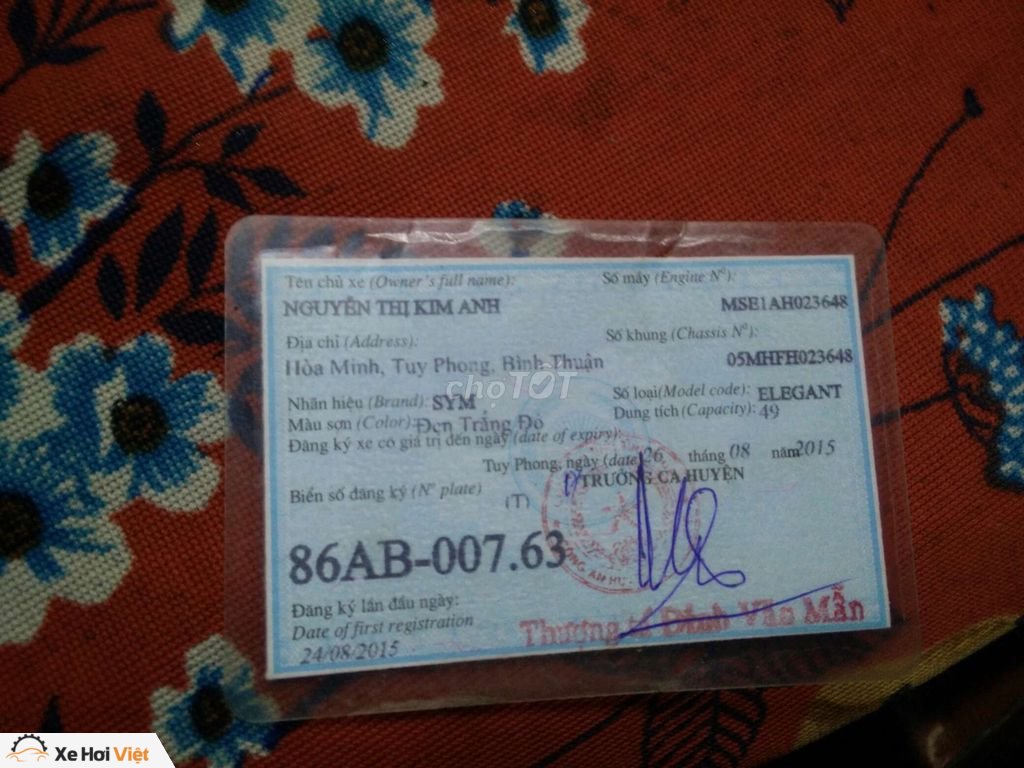 Tên chủ xe (Owner's full name):
NGUYỄN THỊ KIM ANH
Số máy (Engine N°):
MSE1AH023648
Địa chỉ (Address):
Hòa Minh, Tuy Phong, Bình Thuận
Số khung (Chassis N°):
05MHFH023648
Nhãn hiệu (Brand): SYM
Số loại(Model code): ELEGANT
Màu sơn (Color): Đen Trắng Đỏ
Dung tích (Capacity): 49
Đăng ký xe có giá trị đến ngày (date of expiry):
Tuy Phong, ngày (date) 26 tháng 08 năm 2015
TRƯỞNG CA HUYỆN
Biển số đăng ký (N° plate)
(T)
86AB-007.63
Đăng ký lần đầu ngày:
Date of first registration
24/08/2015
Thượng tá Đinh Văn Mẫn
chợTỐT
Xe Hơi Việt